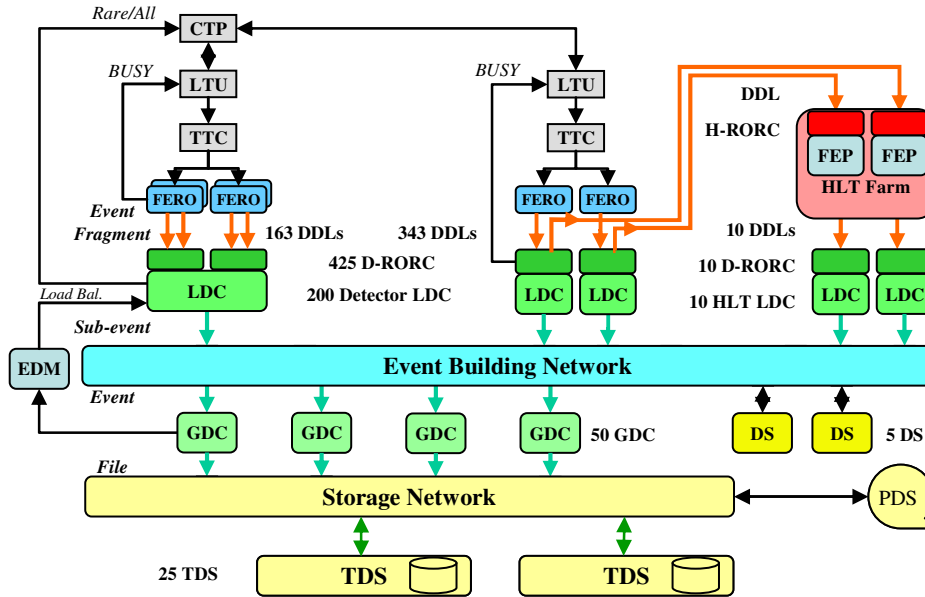 Rare/All
CTP
BUSY
LTU
BUSY
LTU
DDL
H-RORC
TTC
TTC
FEP
FEP
HLT Farm
FERO
FERO
FERO
FERO
Event
Fragment
163 DDLs
343 DDLs
10 DDLs
425 D-RORC
10 D-RORC
Load Bal.
LDC
200 Detector LDC
LDC
LDC
10 HLT LDC
LDC
LDC
Sub-event
EDM
Event Building Network
Event
GDC
GDC
GDC
GDC
50 GDC
DS
DS
5 DS
File
Storage Network
PDS
25 TDS
TDS
TDS